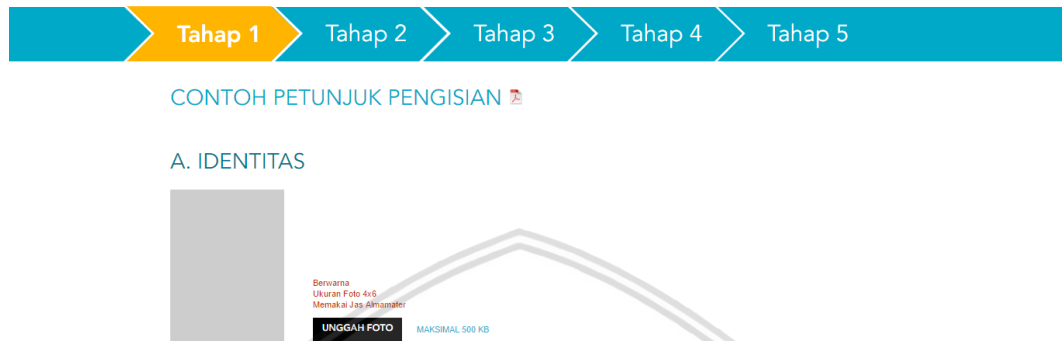 Tahap 1 Tahap 2 Tahap 3 Tahap 4 Tahap 5
CONTOH PETUNJUK PENGISIAN
A. IDENTITAS
Berwarna
Ukuran Foto 4x6
Memakai Jas Almamater
UNGGAH FOTO MAKSIMAL 500 KB